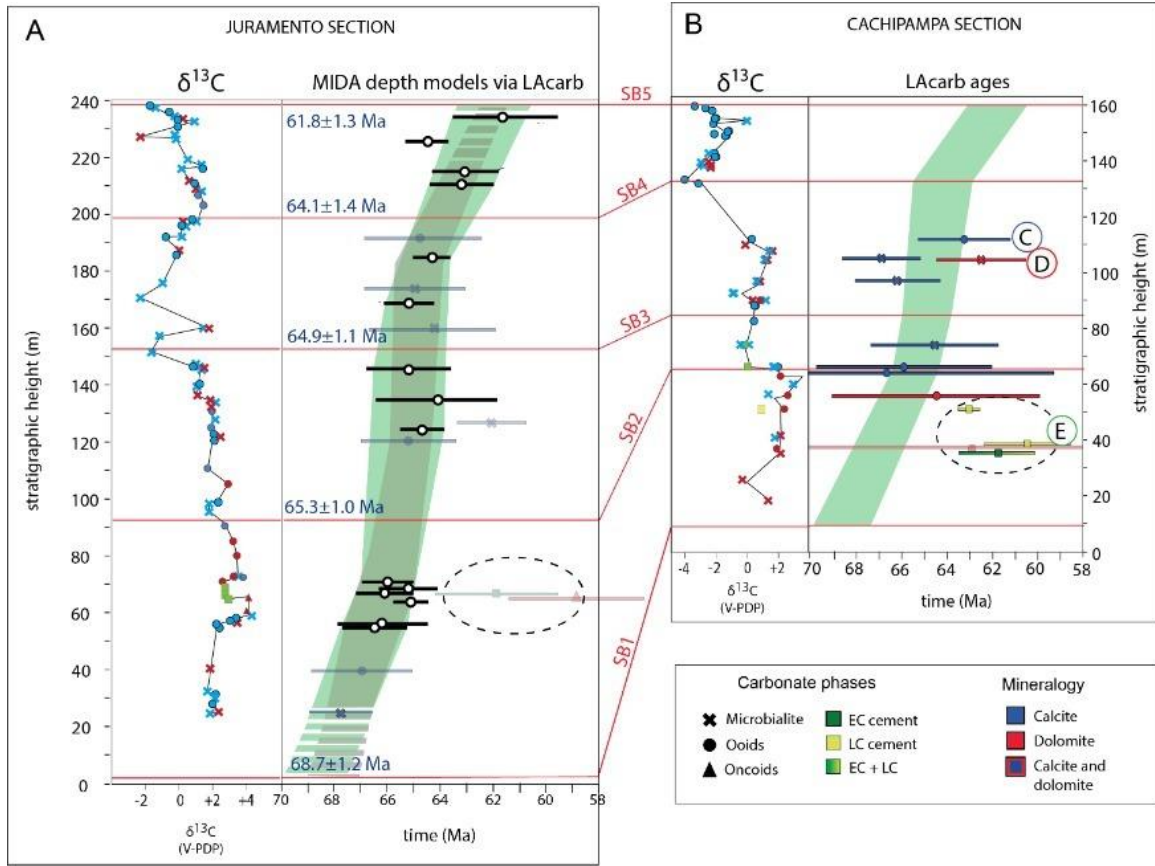 A
JURAMENTO SECTION
δ¹³C
MIDA depth models via LAcarb
stratigraphic height (m)
240
220
200
180
160
140
120
100
80
60
40
20
0
61.8±1.3 Ma
64.1±1.4 Ma
64.9±1.1 Ma
65.3±1.0 Ma
68.7±1.2 Ma
-2 0 +2 +4
70 68 66 64 62 60 58
δ¹³C
(V-PDP)
time (Ma)
SB5
SB4
SB3
SB2
SB1
B
CACHIPAMPA SECTION
δ¹³C
LAcarb ages
C
D
E
160
140
120
100
80
60
40
20
0
stratigraphic height (m)
-4 -2 0 +2
68 66 64 62 60 58
δ¹³C
(V-PDP)
time (Ma)
Carbonate phases
Mineralogy
Microbialite
EC cement
Calcite
Ooids
LC cement
Dolomite
Oncoids
EC + LC
Calcite and
dolomite